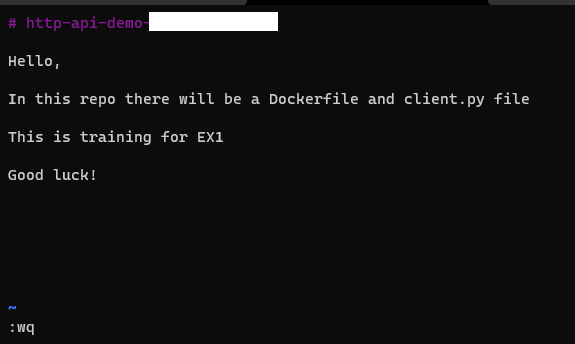 # http-api-demo-
Hello,
In this repo there will be a Dockerfile and client.py file
This is training for EX1
Good luck!
~
:wq